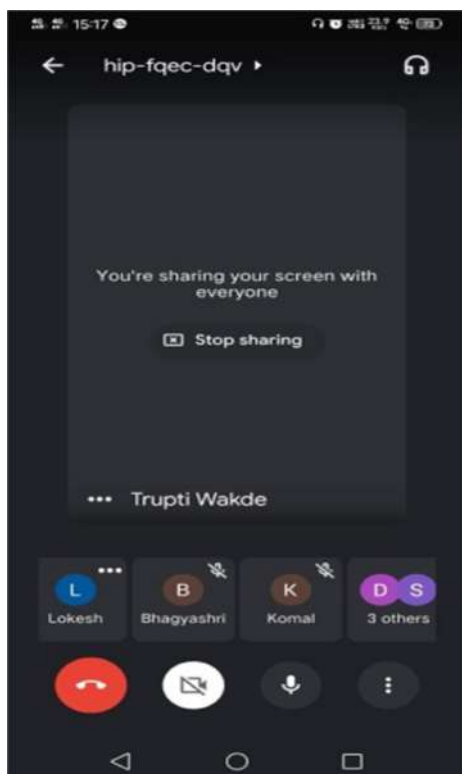 15:17
hip-fqec-dqv
You're sharing your screen with
everyone
Stop sharing
Trupti Wakde
L
B
K
D S
Lokesh
Bhagyashri
Komal
3 others